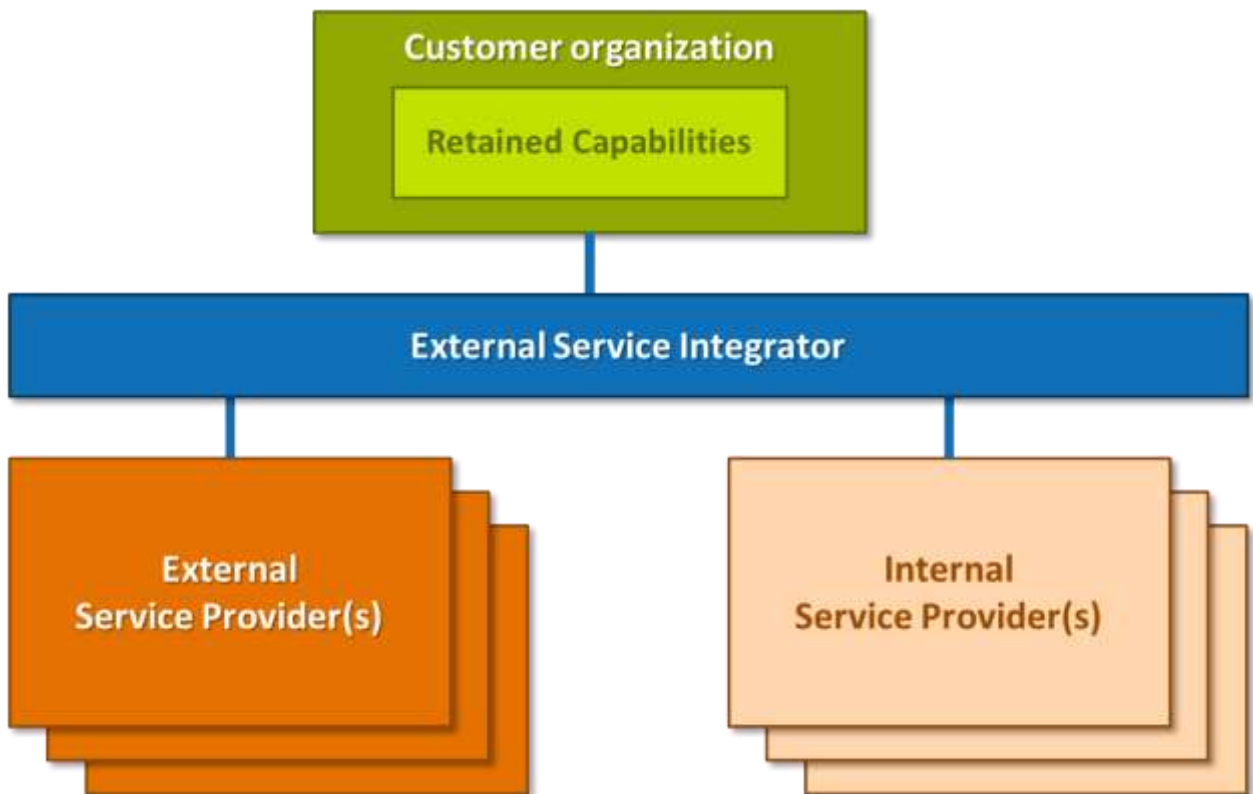 Customer organization
Retained Capabilities
External Service Integrator
External
Service Provider(s)
Internal
Service Provider(s)